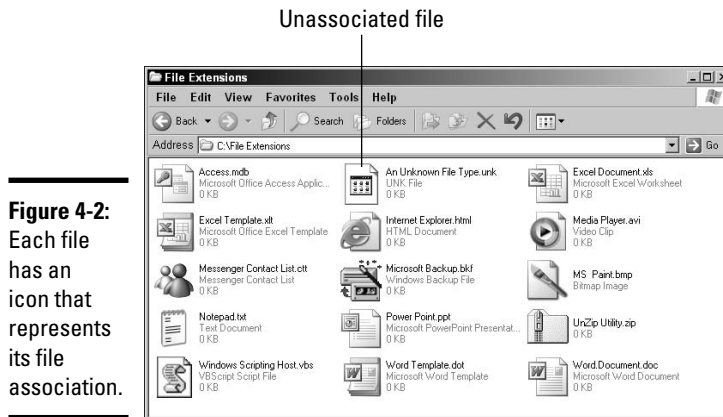 Unassociated file
File Extensions
File Edit View Favorites Tools Help
Back Search Folders
Address C:\File Extensions Go
Access.mdb
Microsoft Office Access Applic...
0 KB
An Unknown File Type.unk
UNK File
0 KB
Excel Document.xls
Microsoft Excel Worksheet
0 KB
Excel Template.xlt
Microsoft Office Excel Template
0 KB
Internet Explorer.html
HTML Document
0 KB
Media Player.avi
Video Clip
0 KB
Messenger Contact List.ctt
Messenger Contact List
0 KB
Microsoft Backup.bkf
Windows Backup File
0 KB
MS Paint.bmp
Bitmap Image
Notepad.txt
Text Document
0 KB
Power Point.ppt
Microsoft PowerPoint Presentat...
0 KB
UnZip Utility.zip
0 KB
Windows Scripting Host.vbs
VBScript Script File
0 KB
Word Template.dot
Microsoft Word Template
0 KB
Word.Document.doc
Microsoft Word Document
0 KB
Figure 4-2:
Each file
has an
icon that
represents
its file
association.